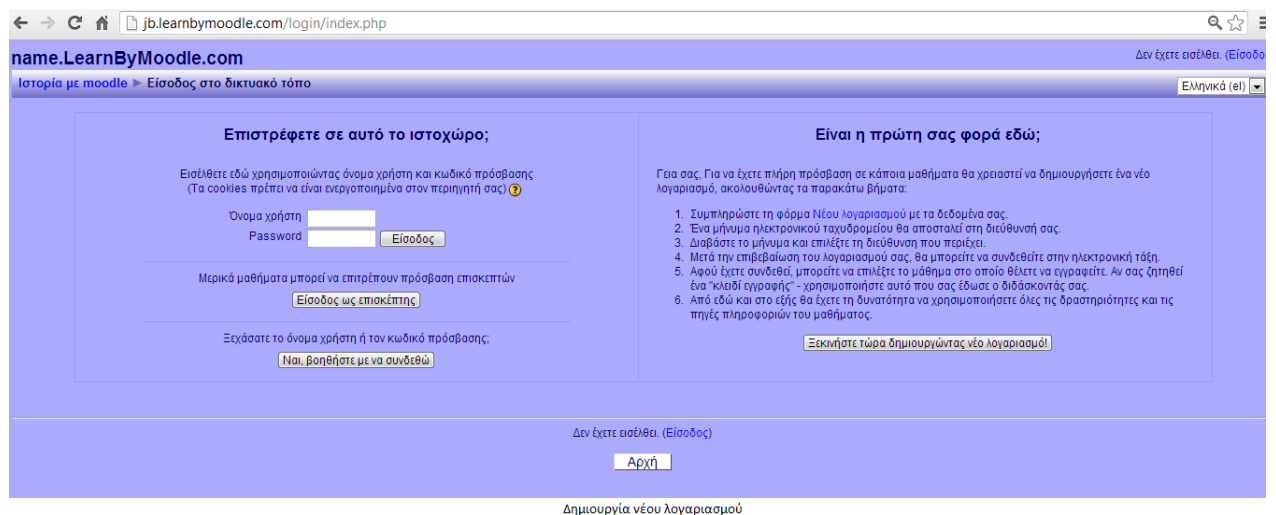 jb.learnbymoodle.com/login/index.php
name.LearnByMoodle.com
Δεν έχετε εισέλθει. (Είσοδο
Ιστορία με moodle ► Είσοδος στο δικτυακό τόπο
Ελληνικά (el)
Επιστρέφετε σε αυτό το ιστοχώρο;
Εισέλθετε εδώ χρησιμοποιώντας όνομα χρήστη και κωδικό πρόσβασης
(Τα cookies πρέπει να είναι ενεργοποιημένα στον περιηγητή σας) ?
Όνομα χρήστη
Password
Είσοδος
Μερικά μαθήματα μπορεί να επιτρέπουν πρόσβαση επισκεπτών
Είσοδος ως επισκέπτης
Ξεχάσατε το όνομα χρήστη ή τον κωδικό πρόσβασης;
Ναι, βοηθήστε με να συνδεθώ
Είναι η πρώτη σας φορά εδώ;
Γεια σας, Για να έχετε πλήρη πρόσβαση σε κάποια μαθήματα θα χρειαστεί να δημιουργήσετε ένα νέο
λογαριασμό, ακολουθώντας τα παρακάτω βήματα:
1. Συμπληρώστε τη φόρμα Νέου λογαριασμού με τα δεδομένα σας.
2. Ένα μήνυμα ηλεκτρονικού ταχυδρομείου θα αποσταλεί στη διεύθυνσή σας.
3. Διαβάστε το μήνυμα και επιλέξτε τη διεύθυνση που περιέχει.
4. Μετά την επιβεβαίωση του λογαριασμού σας, θα μπορείτε να συνδεθείτε στην ηλεκτρονική τάξη.
5. Αφού έχετε συνδεθεί, μπορείτε να επιλέξτε το μάθημα στο οποίο θέλετε να εγραφείτε. Αν σας ζητηθεί
ένα "κλειδί εγραφής" - χρησιμοποιήστε αυτό που σας έδωσε ο διδάσκοντάς σας.
6. Από εδώ και στο εξής θα έχετε τη δυνατότητα να χρησιμοποιήσετε όλες τις δραστηριότητες και τις
πηγές πληροφοριών του μαθήματος.
Ξεκινήστε τώρα δημιουργώντας νέο λογαριασμό!
Δεν έχετε εισέλθει. (Είσοδος)
Αρχή
Δημιουργία νέου λογαριασμού